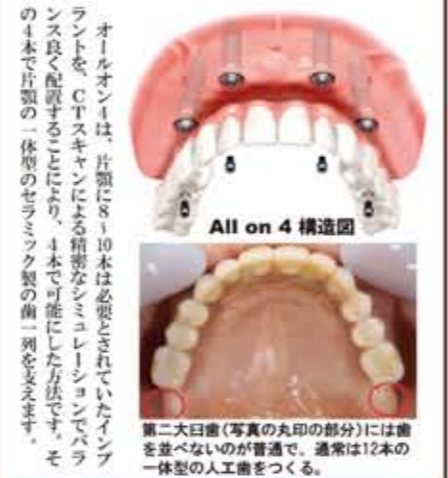 オールオン4は、片顎に8~10本は必要とされていたインプ
ラントを、CTスキャンによる精密なシミュレーションでバラ
ンス良く配置することにより、4本で可能にした方法です。そ
の4本で片顎の一体型のセラミック製の歯一列を支えます。
All on 4 構造図
第二大臼歯(写真の丸印の部分)には歯
を並べないのが普通で、通常は12本の
一体型の人工歯をつくる。